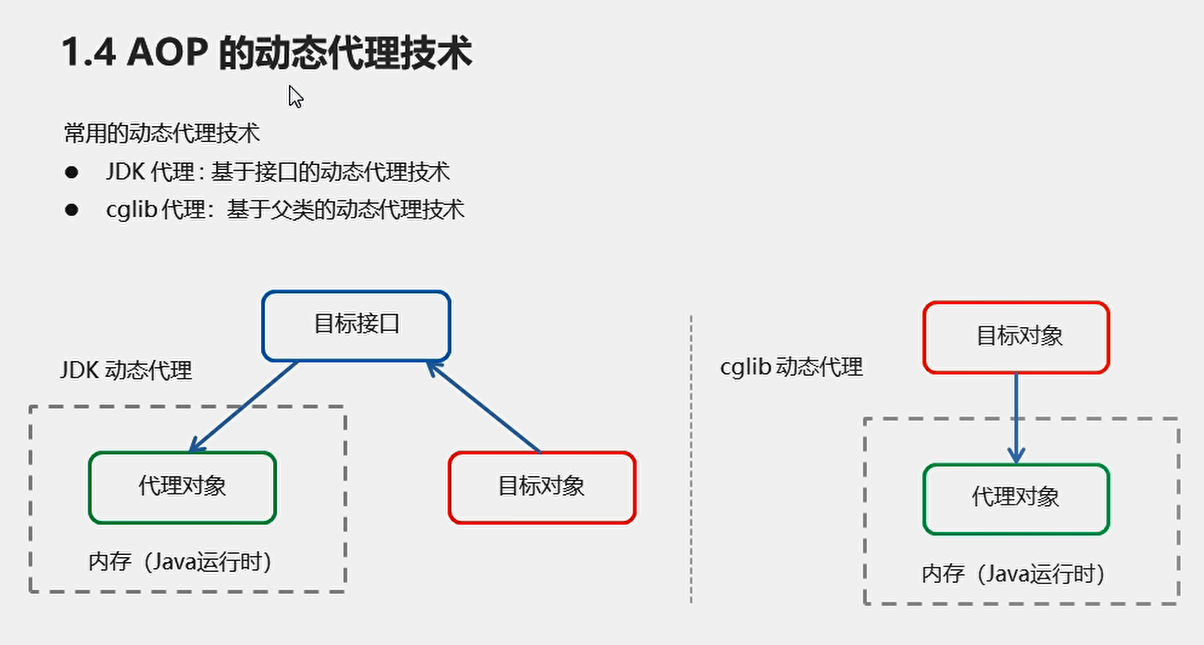 1.4 AOP 的动态代理技术
常用的动态代理技术
● JDK 代理 : 基于接口的动态代理技术
● cglib 代理：基于父类的动态代理技术
目标接口
JDK 动态代理
代理对象
目标对象
内存（Java运行时）
目标对象
cglib 动态代理
代理对象
内存（Java运行时）